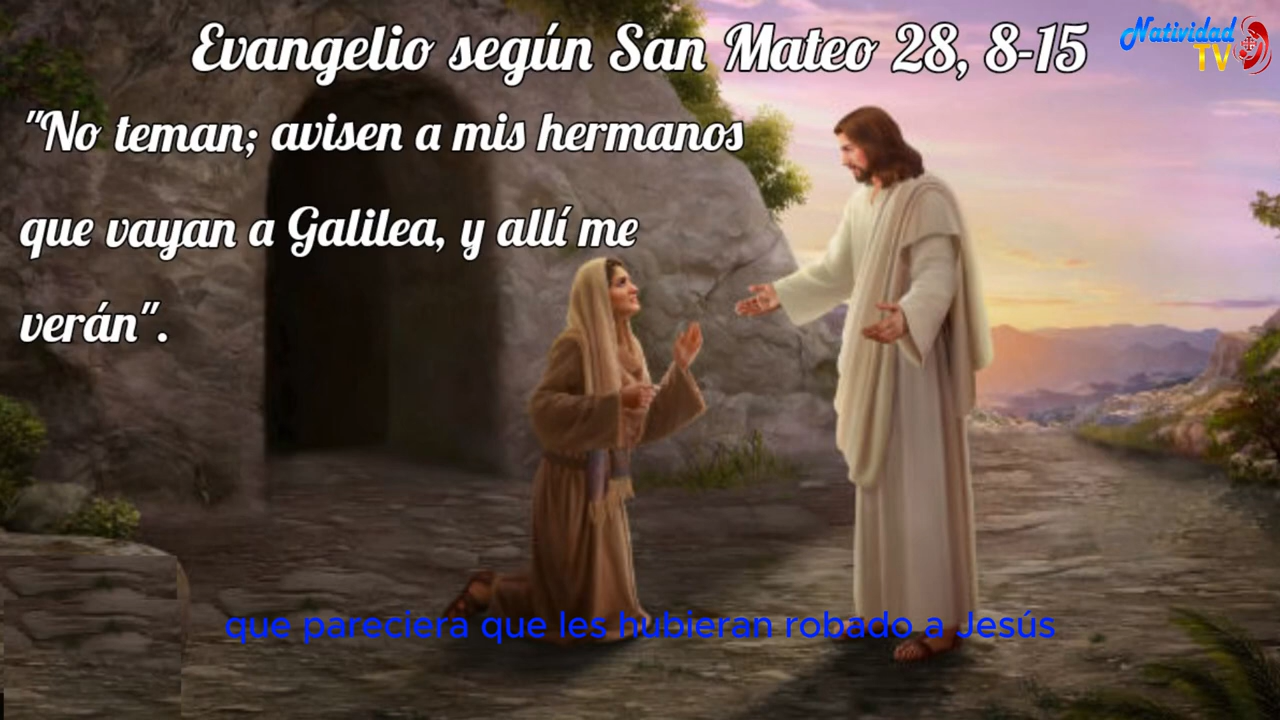 Evangelio según San Mateo 28, 8-15
Natividad
TV
"No teman; avisen a mis hermanos
que vayan a Galilea, y allí me
verán".
que pareciera que les hubieran robado a Jesús